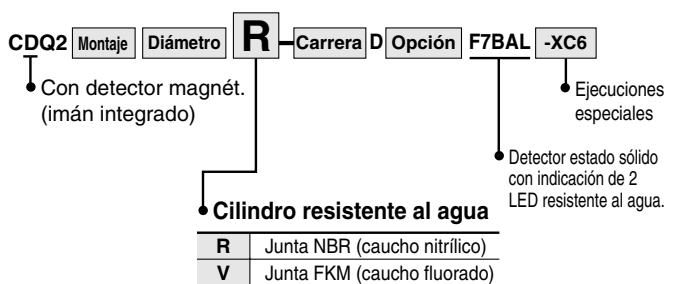 CDQ2 Montaje Diámetro R - Carrera D Opción F7BAL -XC6
Con detector magnét.
(imán integrado)
Ejecuciones
especiales
Detector estado sólido
con indicación de 2
LED resistente al agua.
Cilindro resistente al agua
R Junta NBR (caucho nitrílico)
V Junta FKM (caucho fluorado)